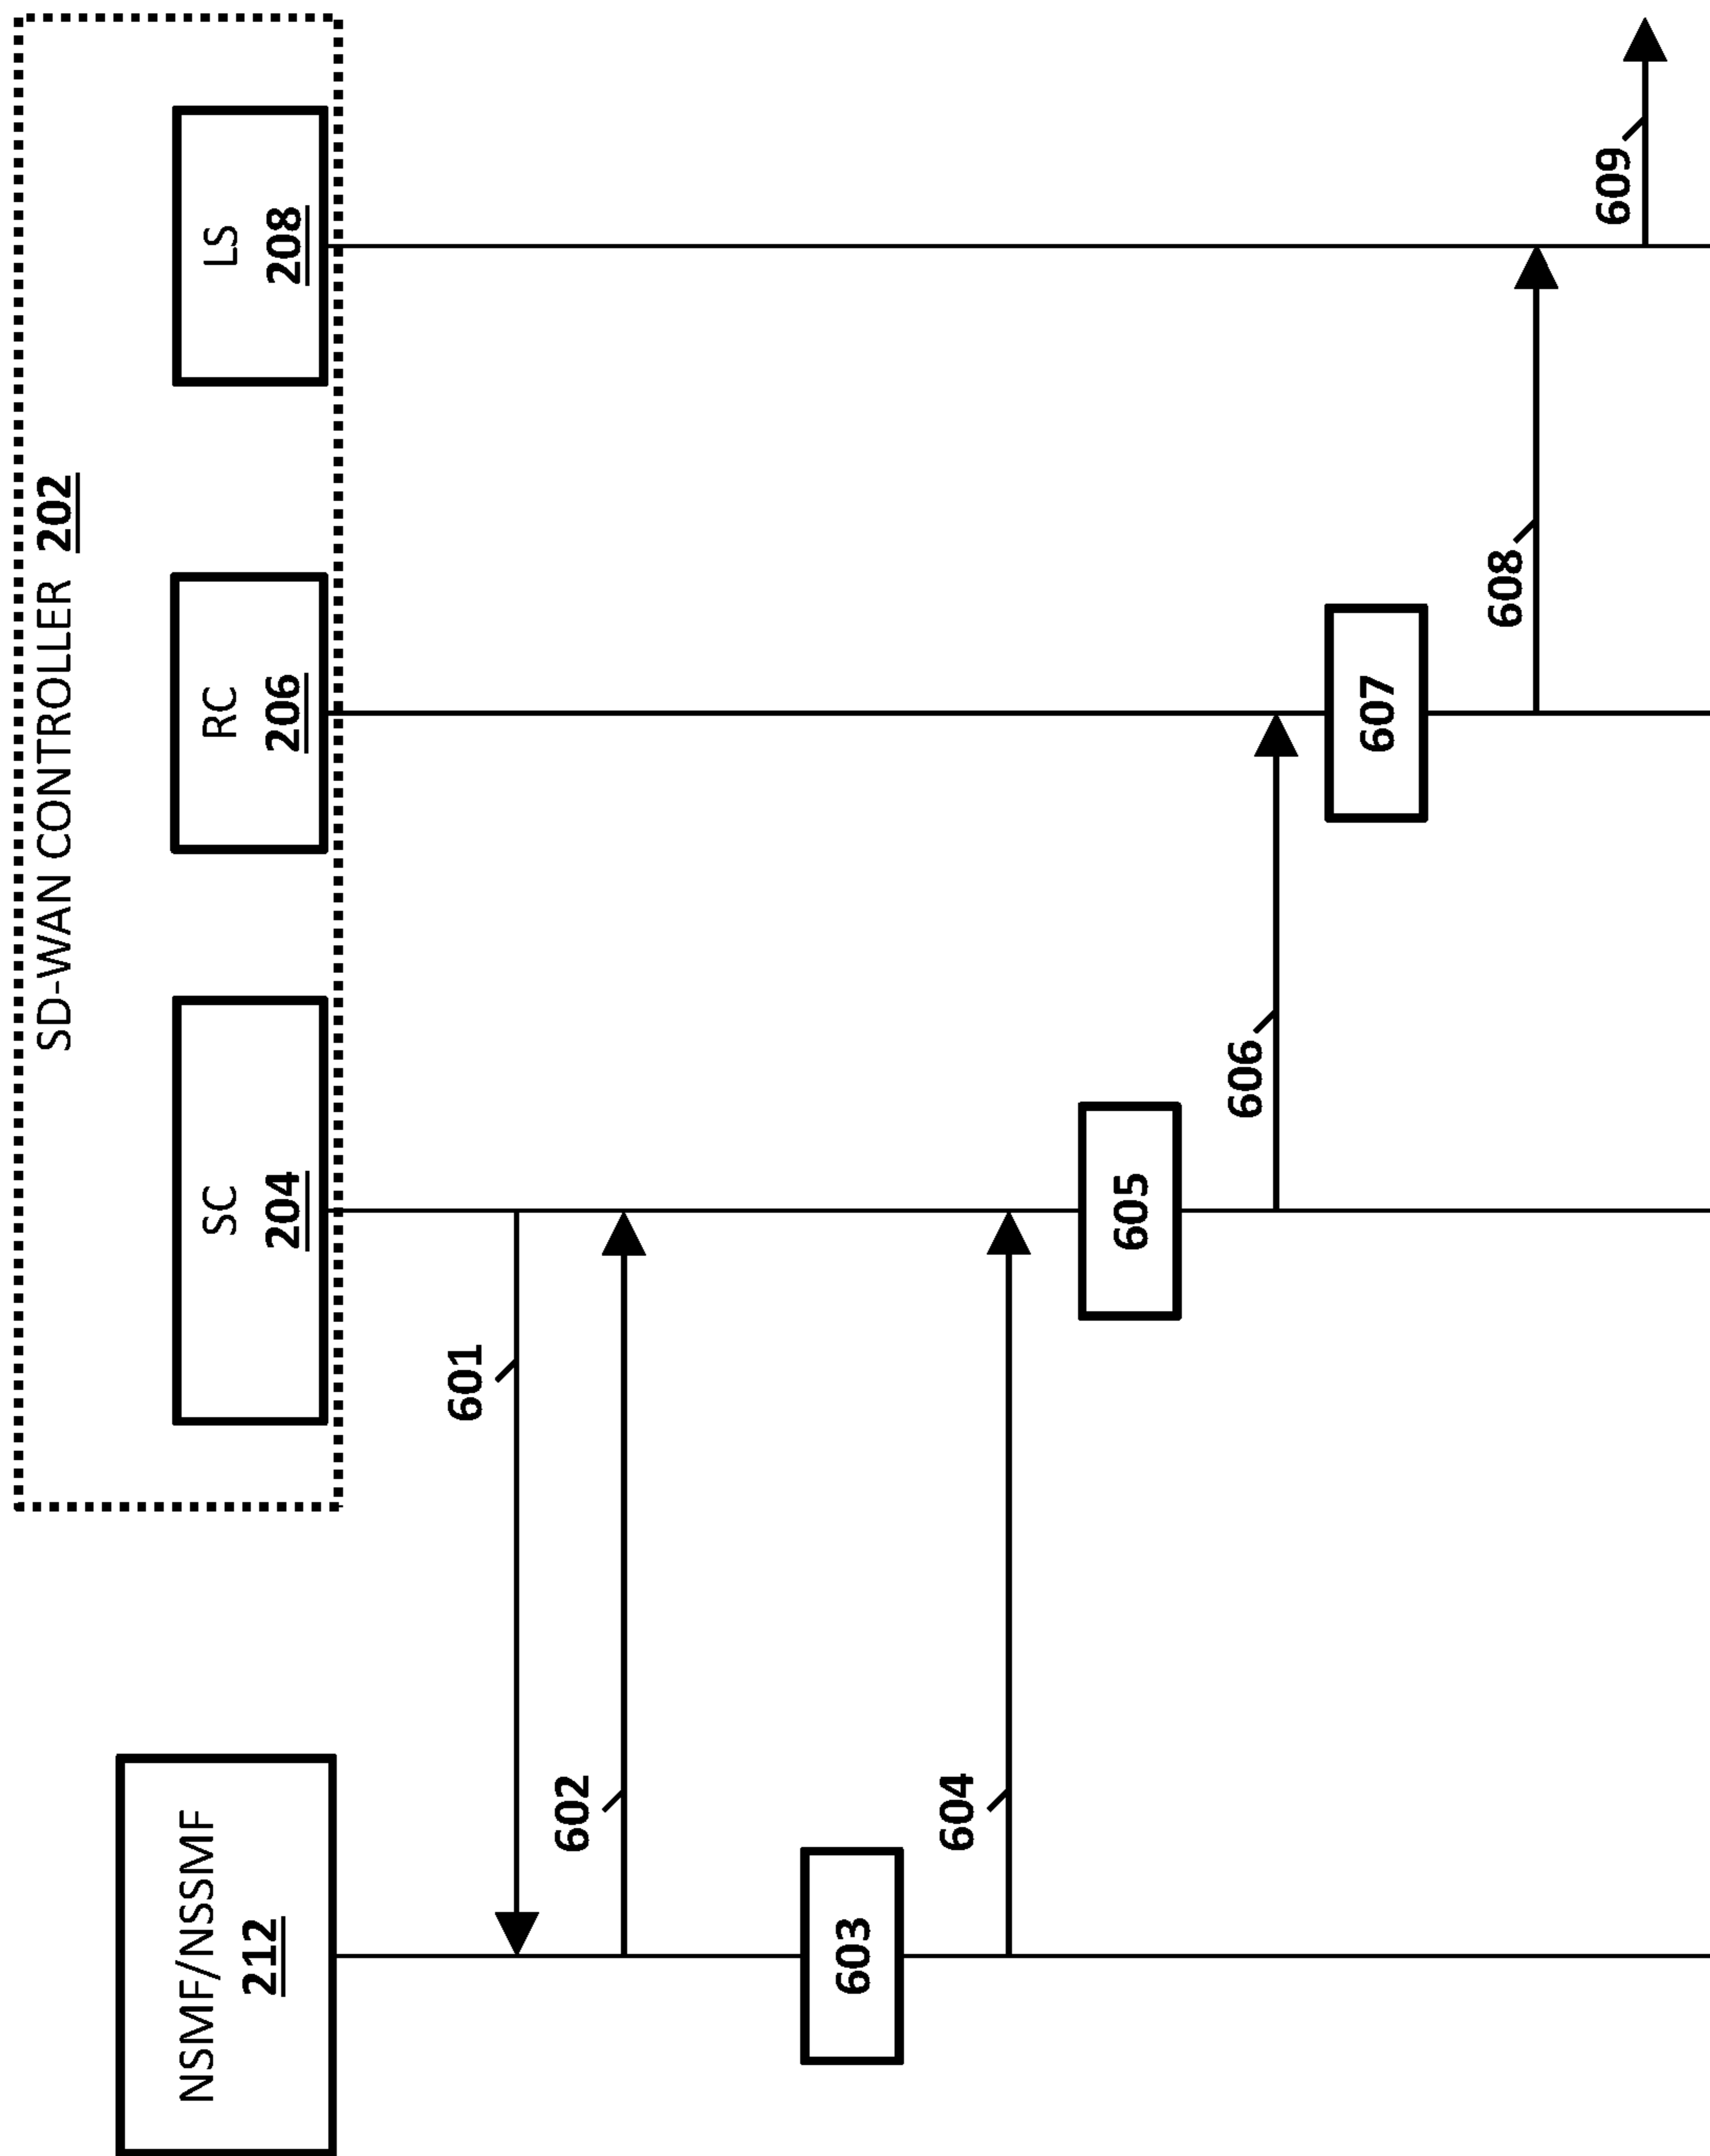 SD-WAN CONTROLLER 202
NSMF/NSSMF
212
SC
204
RC
206
LS
208
601
602
603
604
605
606
607
608
609